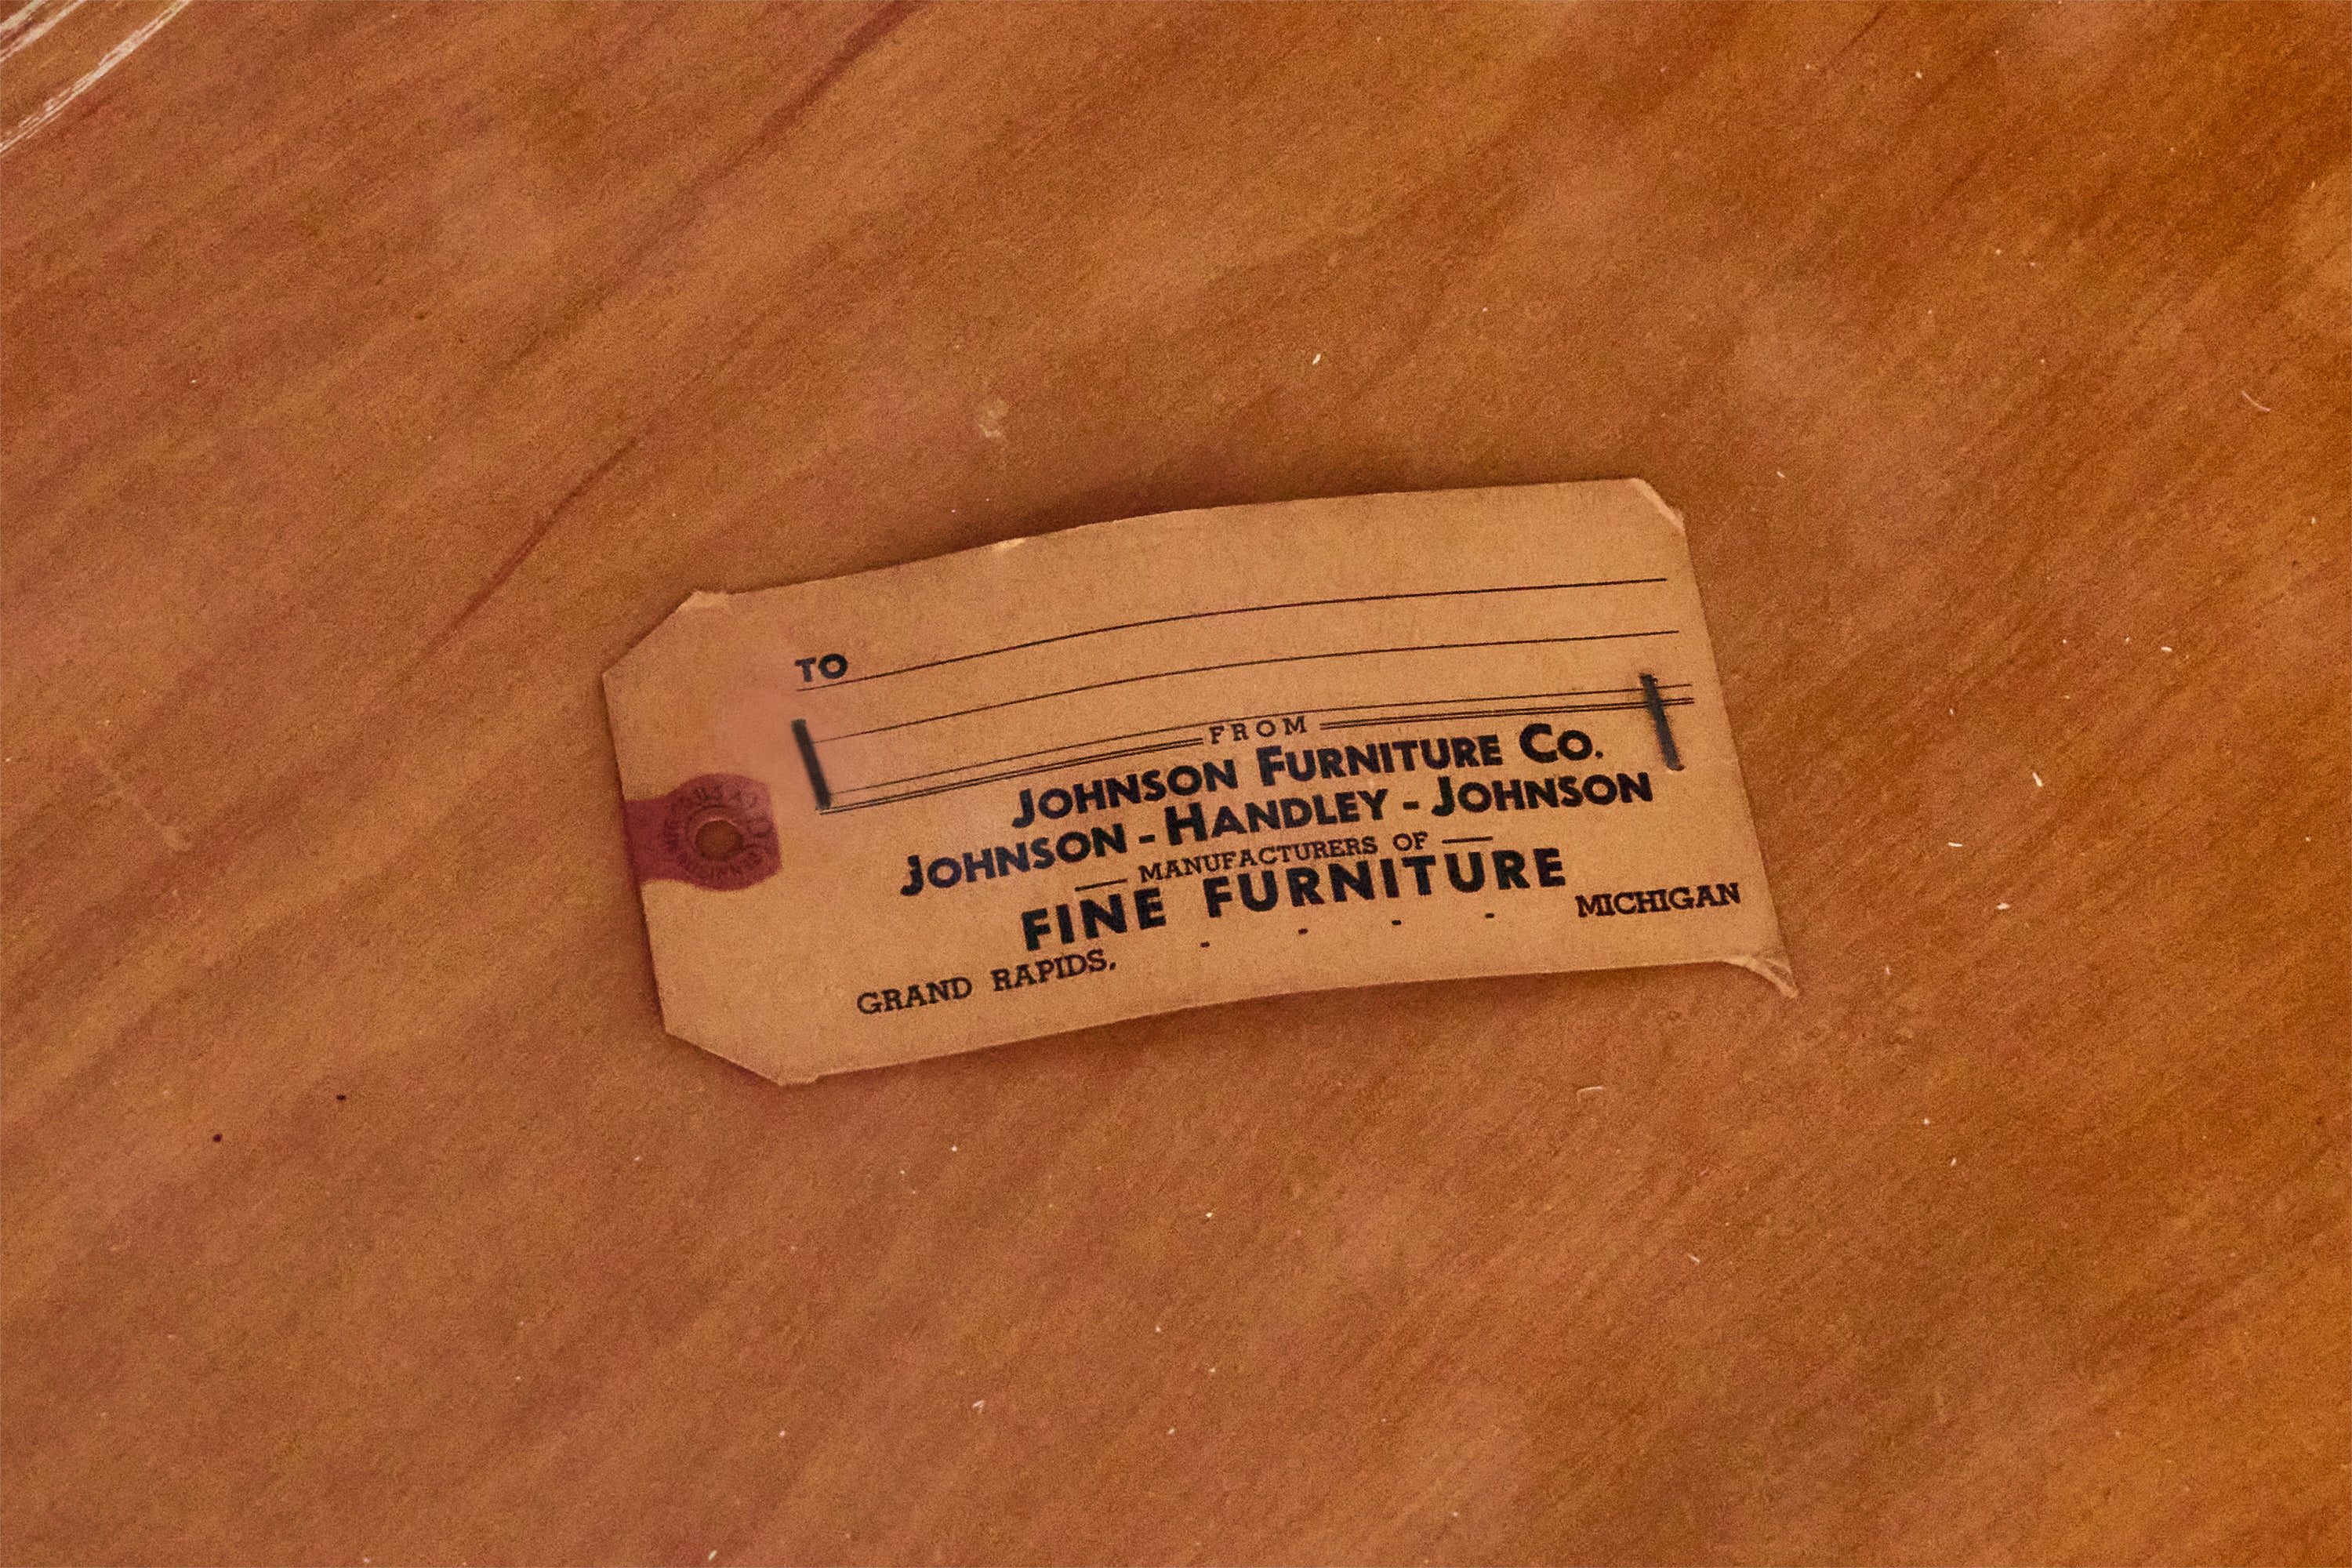 TO
FROM
JOHNSON FURNITURE CO.
JOHNSON - HANDLEY - JOHNSON
MANUFACTURERS OF
FINE FURNITURE
GRAND RAPIDS, - - - - MICHIGAN